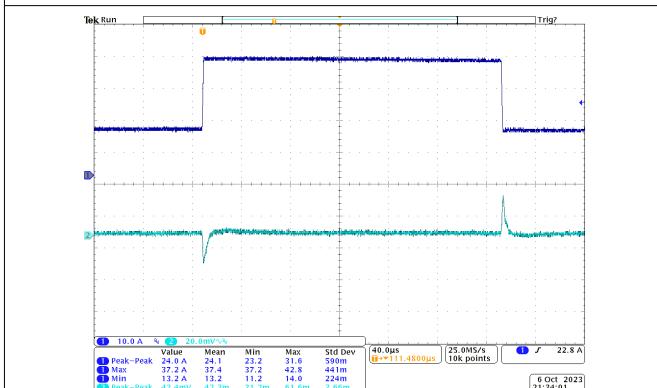 Tek Run Trig?
T
1
2
1 10.0 A 2 20.0mV
40.0µs 25.0MS/s 1 22.8 A
T→▼111.4800µs 10k points
Value Mean Min Max Std Dev
1 Peak-Peak 24.0 A 24.1 23.2 31.6 590m
1 Max 37.2 A 37.4 37.2 42.8 441m
1 Min 13.2 A 13.2 11.2 14.0 224m
6 Oct 2023